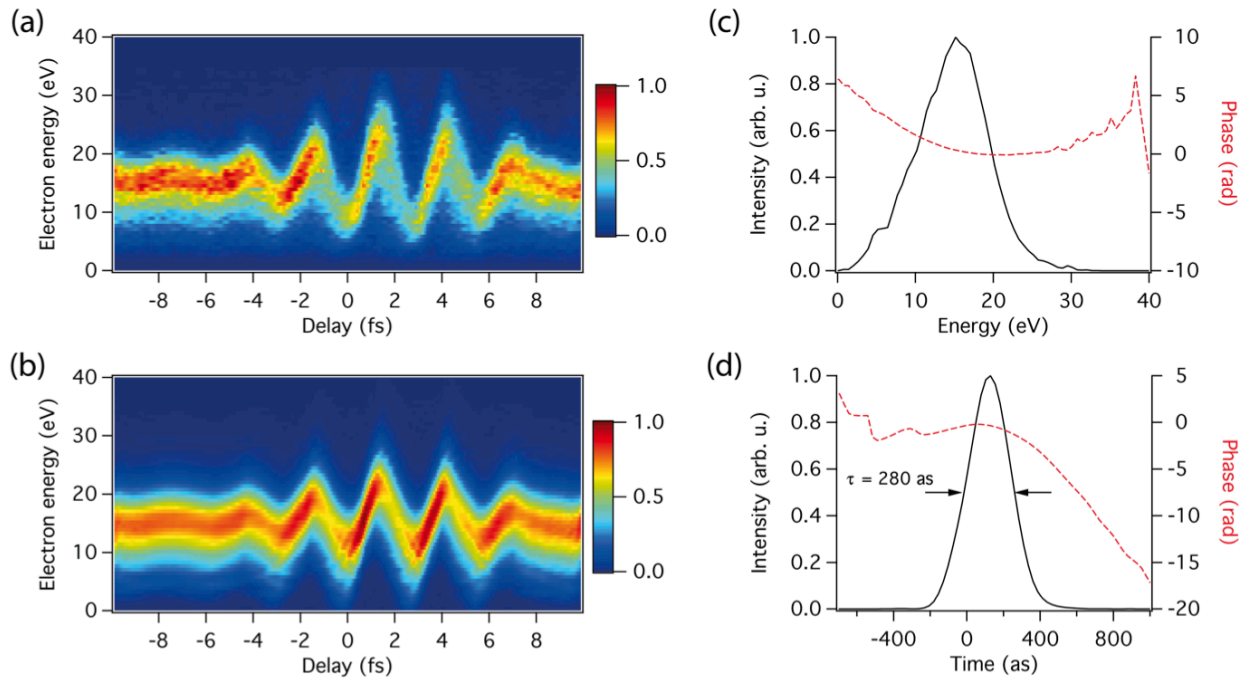 (a)
Electron energy (eV)
40
30
20
10
0
-8 -6 -4 -2 0 2 4 6 8
Delay (fs)
1.0
0.5
0.0
(c)
Intensity (arb. u.)
1.0
0.8
0.6
0.4
0.2
0.0
0 10 20 30 40
Energy (eV)
10
5
0
-5
-10
Phase (rad)
(b)
Electron energy (eV)
40
30
20
10
0
-8 -6 -4 -2 0 2 4 6 8
Delay (fs)
1.0
0.5
0.0
(d)
Intensity (arb. u.)
1.0
0.8
0.6
0.4
0.2
0.0
τ = 280 as
-400 0 400 800
Time (as)
5
0
-5
-10
-15
-20
Phase (rad)